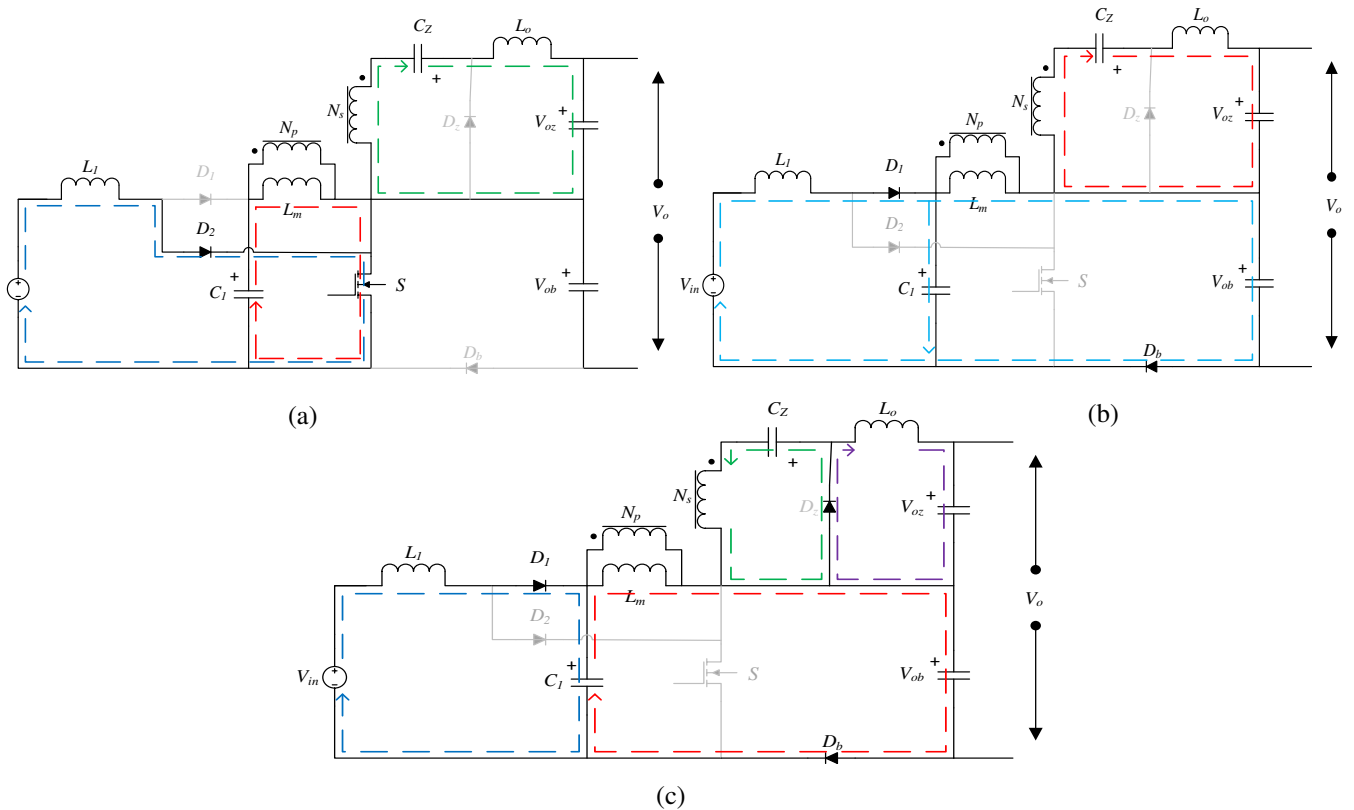 C_Z
L_o
+
N_s
D_z
+
V_oz
N_p
L_1
D_1
L_m
V_o
D_2
+
C_1
S
+
V_ob
D_b
+
−
(a)
C_Z
L_o
+
N_s
D_z
+
V_oz
N_p
L_1
D_1
L_m
V_o
D_2
V_in
+
−
+
C_1
S
+
V_ob
D_b
(b)
C_Z
L_o
+
N_s
D_z
+
V_oz
N_p
L_1
D_1
L_m
V_o
D_2
V_in
+
−
+
C_1
S
+
V_ob
D_b
(c)